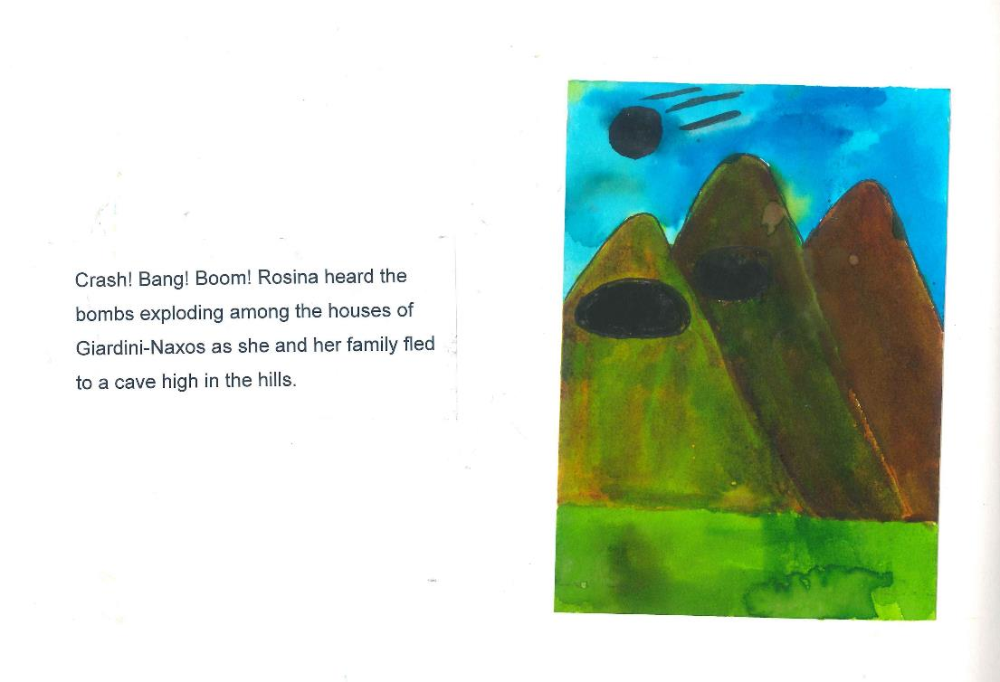 Crash! Bang! Boom! Rosina heard the
bombs exploding among the houses of
Giardini-Naxos as she and her family fled
to a cave high in the hills.